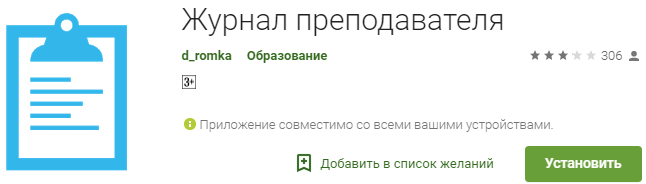 Журнал преподавателя
d_romka Образование 306
3+
Приложение совместимо со всеми вашими устройствами.
Добавить в список желаний Установить